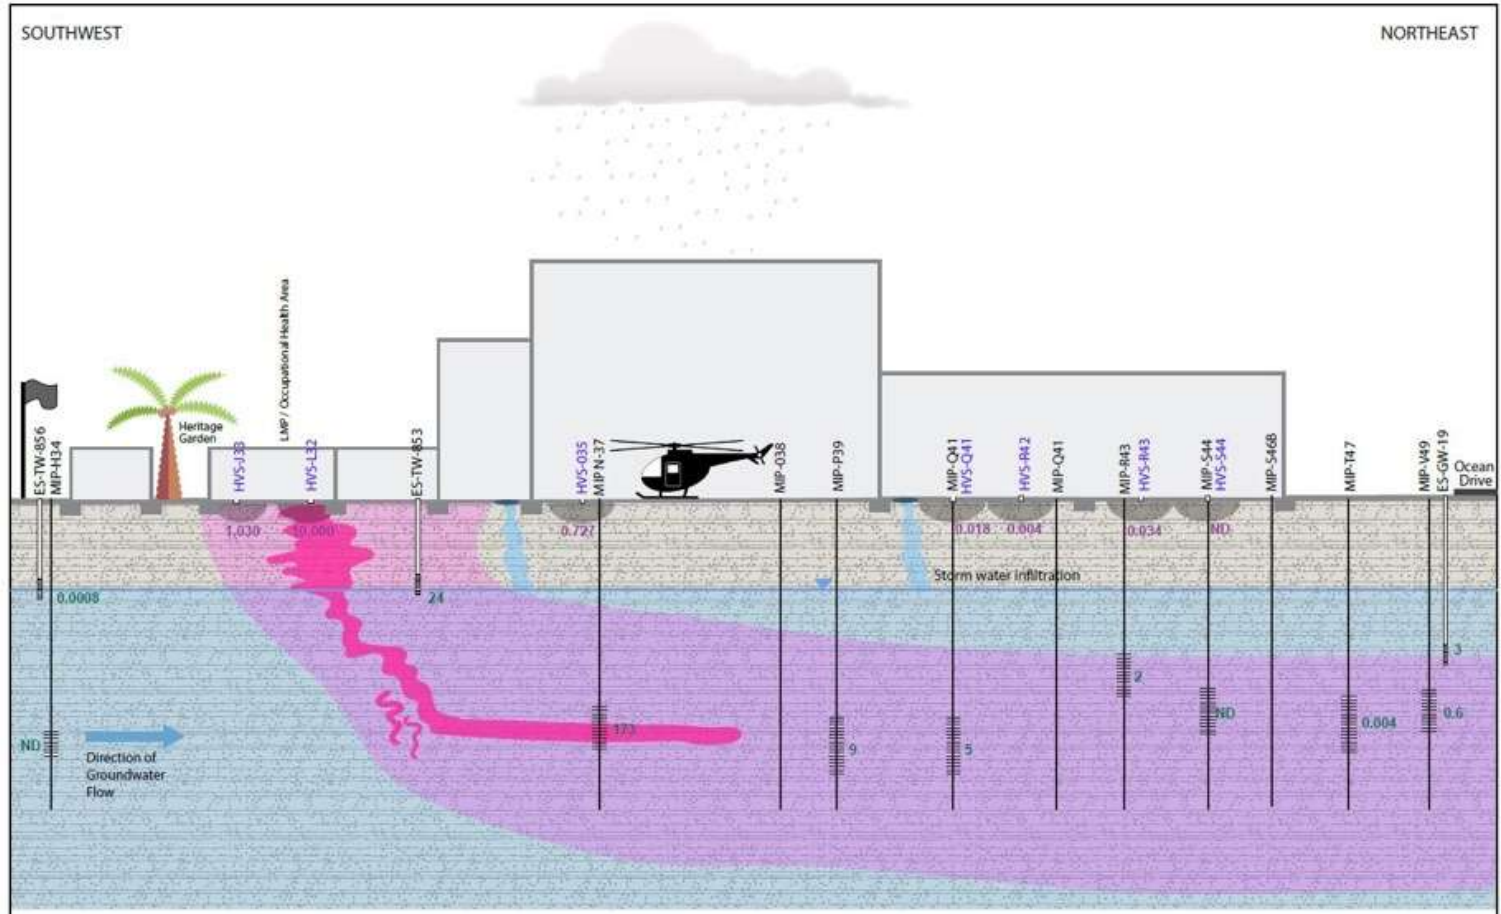 SOUTHWEST
NORTHEAST
ES-TW-856
MIP-H34
Heritage
Garden
HVS-J33
LMP / Occupational Health Area
HVS-L32
ES-TW-853
HVS-035
MIP N-37
MIP-038
MIP-P39
MIP-Q41
HVS-Q41
HVS-R42
MIP-Q41
MIP-R43
HVS-R43
MIP-S44
HVS-S44
MIP-S46B
MIP-T47
MIP-V49
ES-GW-19
Ocean
Drive
1,030
10,000
0.727
0.018
0.004
0.034
ND
Storm water infiltration
0.0008
24
3
2
ND
0.004
0.6
173
9
5
ND
Direction of
Groundwater
Flow